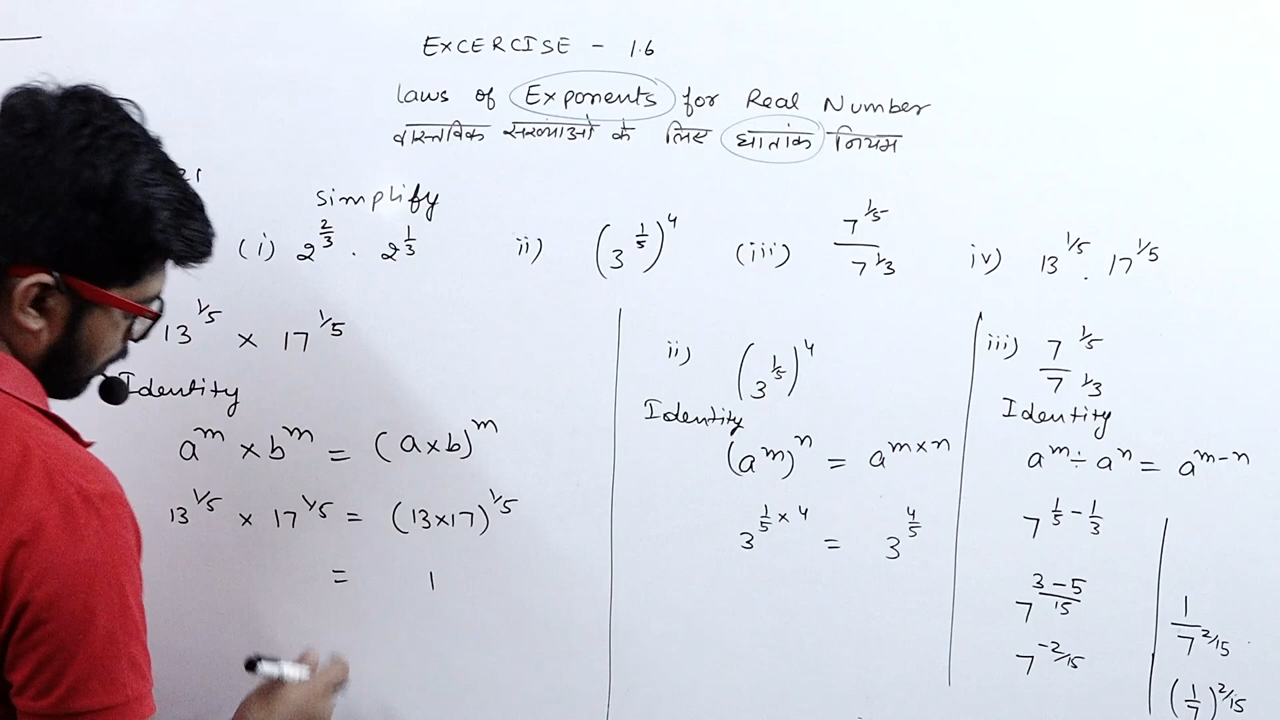 EXCERCISE - 1.6
Laws of Exponents for Real Number
वास्तविक संख्याओं के लिए घातांक नियम
Simplify
(i) 2^{2/3} . 2^{1/3} ii) (3^{1/5})^4 (iii) 7^{1/5} / 7^{1/3} iv) 13^{1/5} . 17^{1/5}
13^{1/5} × 17^{1/5}
Identity
a^m × b^m = (a×b)^m
13^{1/5} × 17^{1/5} = (13×17)^{1/5}
= 1
ii) (3^{1/5})^4
Identity
(a^m)^n = a^{m×n}
3^{1/5 × 4} = 3^{4/5}
iii) 7^{1/5} / 7^{1/3}
Identity
a^m ÷ a^n = a^{m-n}
7^{1/5 - 1/3}
7^{(3-5)/15}
7^{-2/15}
1 / 7^{2/15}
(1/7)^{2/15}